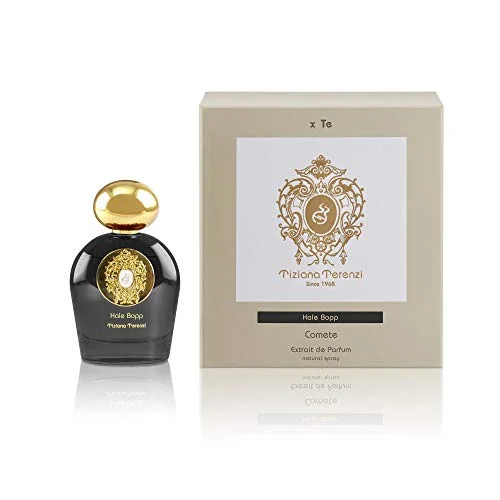 x Te
Tiziana Terenzi
Since 1968
Hale Bopp
Comete
Extrait de Parfum
natural spray
Hale Bopp
Tiziana Terenzi